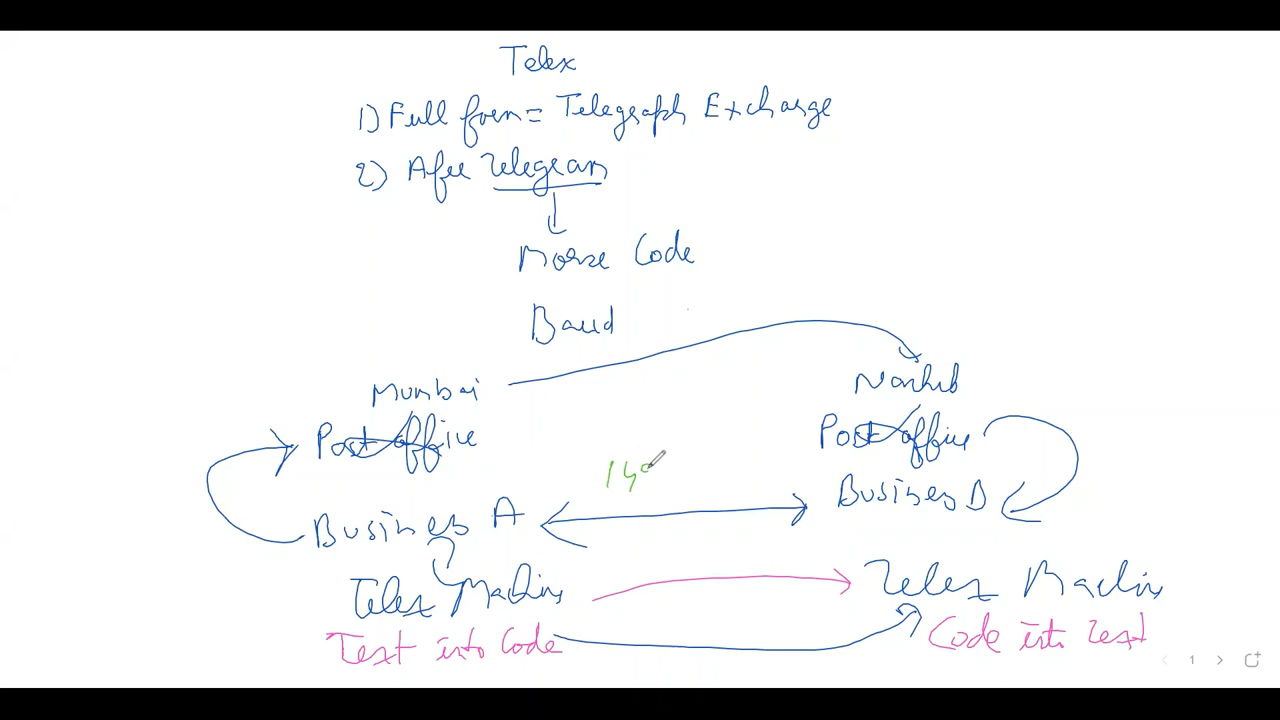 Telex
1) Full form = Telegraph Exchange
2) After Telegram
Morse Code
Baud
Mumbai Nashik
Post office Post office
Business A Business B
Telex Machine Telex Machine
Text into Code Code into Text
1